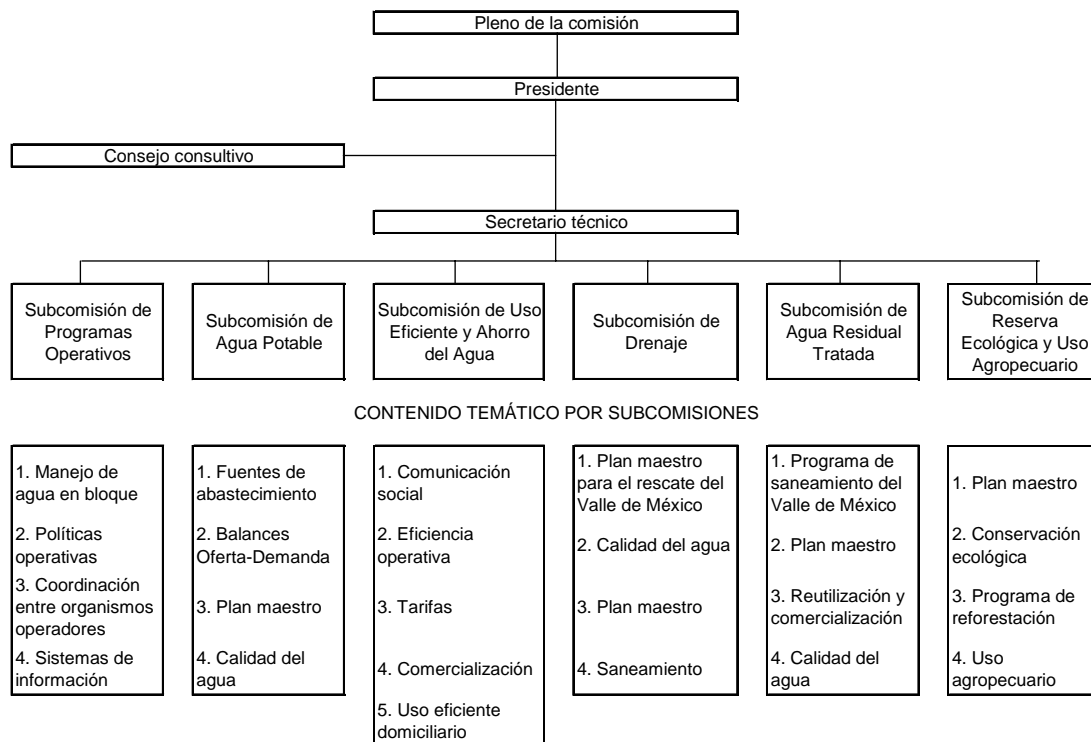 Pleno de la comisión
Presidente
Consejo consultivo
Secretario técnico
Subcomisión de
Programas
Operativos
Subcomisión de
Agua Potable
Subcomisión de Uso
Eficiente y Ahorro
del Agua
Subcomisión de
Drenaje
Subcomisión de
Agua Residual
Tratada
Subcomisión de
Reserva
Ecológica y Uso
Agropecuario
CONTENIDO TEMÁTICO POR SUBCOMISIONES
1. Manejo de
agua en bloque
2. Políticas
operativas
3. Coordinación
entre organismos
operadores
4. Sistemas de
información
1. Fuentes de
abastecimiento
2. Balances
Oferta-Demanda
3. Plan maestro
4. Calidad del
agua
1. Comunicación
social
2. Eficiencia
operativa
3. Tarifas
4. Comercialización
5. Uso eficiente
domiciliario
1. Plan maestro
para el rescate del
Valle de México
2. Calidad del agua
3. Plan maestro
4. Saneamiento
1. Programa de
saneamiento del
Valle de México
2. Plan maestro
3. Reutilización y
comercialización
4. Calidad del
agua
1. Plan maestro
2. Conservación
ecológica
3. Programa de
reforestación
4. Uso
agropecuario